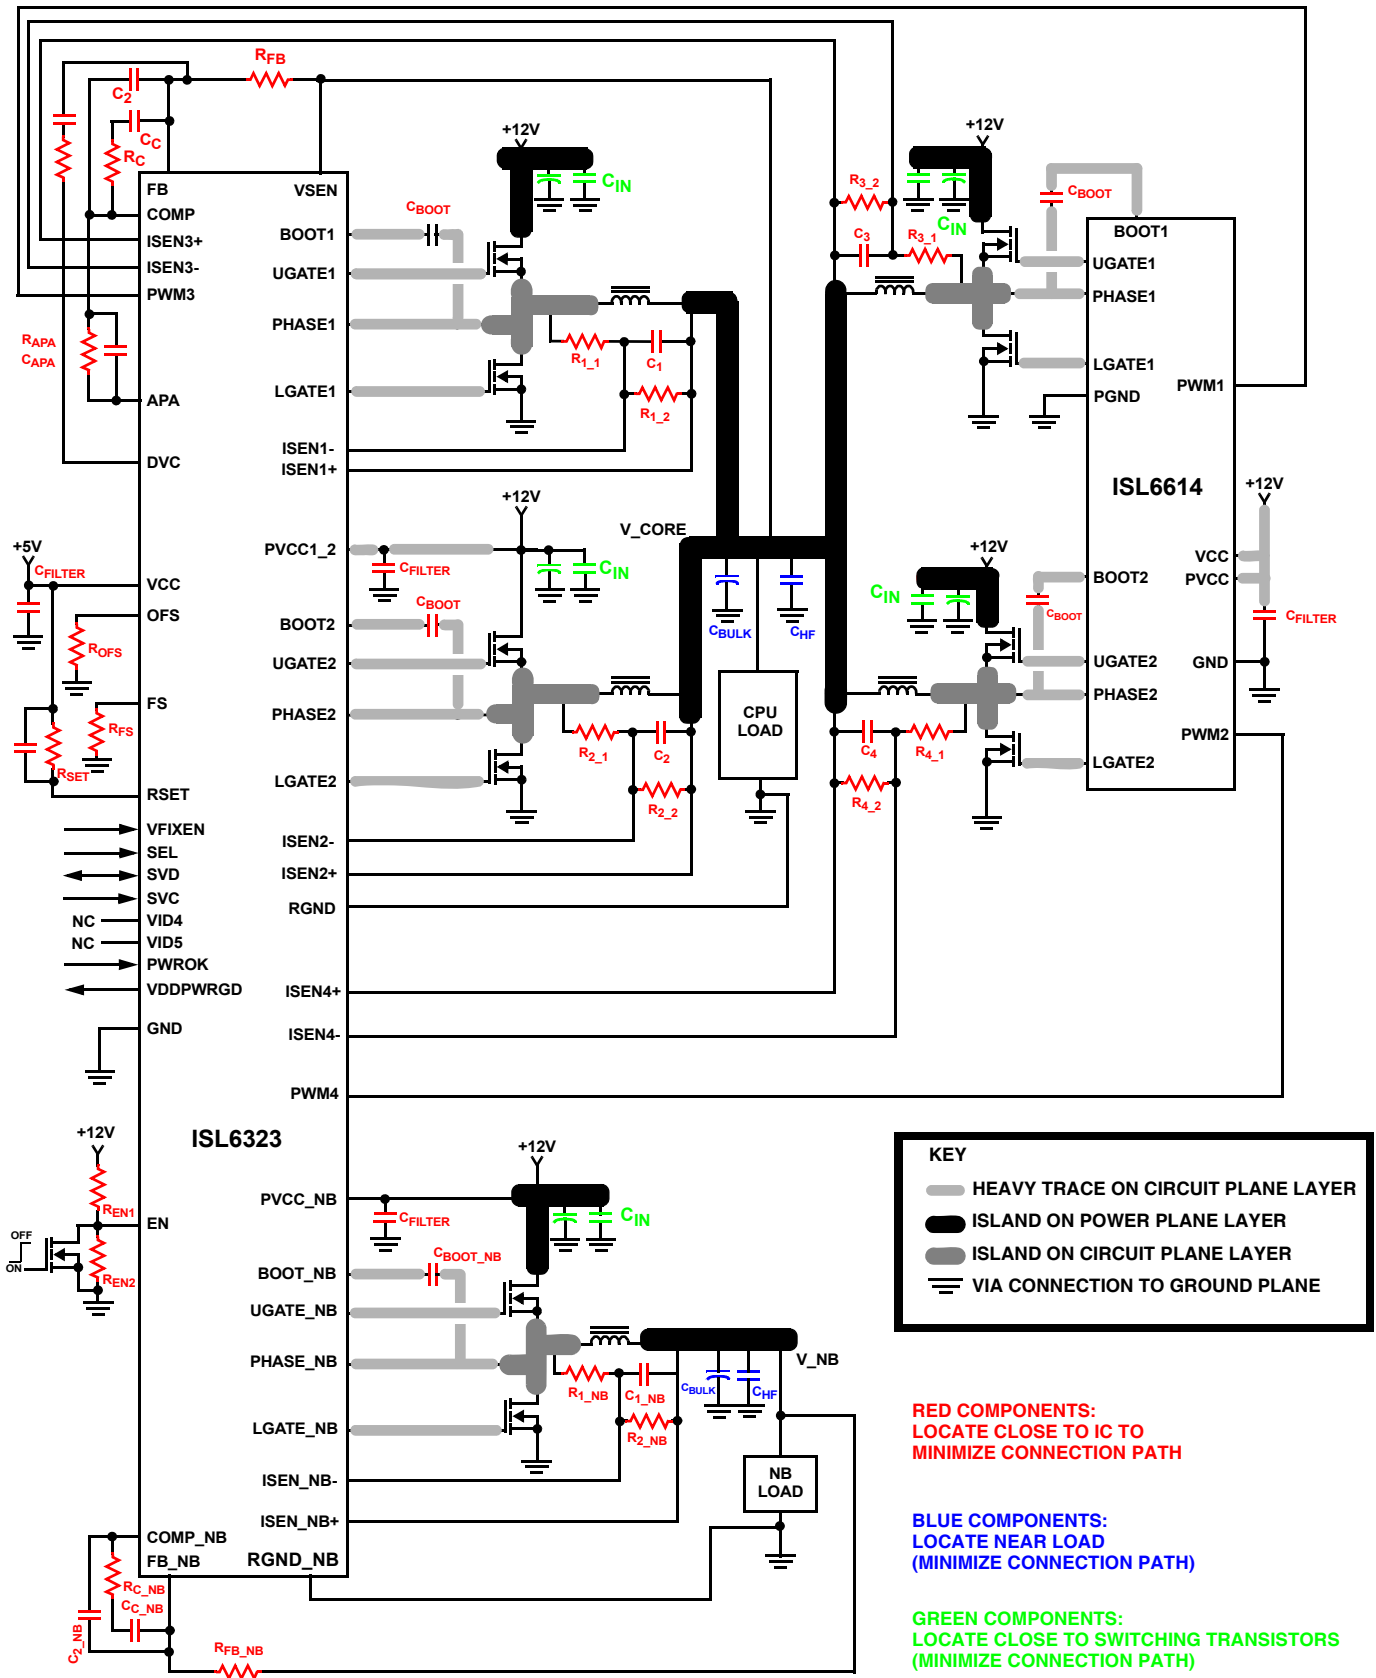 RFB
C2
CC
RC
+12V
CIN
+12V
R3_2
CBOOT
FB
VSEN
COMP
ISEN3+
ISEN3-
PWM3
CBOOT
BOOT1
UGATE1
PHASE1
LGATE1
C3
R3_1
CIN
BOOT1
UGATE1
PHASE1
LGATE1
PGND
PWM1
RAPA
CAPA
R1_1
C1
R1_2
APA
DVC
ISEN1-
ISEN1+
+12V
V_CORE
ISL6614
+12V
+5V
CFILTER
VCC
PVCC1_2
CFILTER
CIN
+12V
VCC
PVCC
CIN
BOOT2
CBOOT
CFILTER
OFS
ROFS
CBOOT
BOOT2
UGATE2
CBULK
CHF
UGATE2
GND
FS
RFS
PHASE2
CPU
LOAD
PHASE2
RSET
R2_1
C2
C4
R4_1
PWM2
LGATE2
LGATE2
RSET
R2_2
R4_2
VFIXEN
SEL
SVD
SVC
NC
VID4
NC
VID5
PWROK
VDDPWRGD
GND
ISEN2-
ISEN2+
RGND
ISEN4+
ISEN4-
PWM4
+12V
ISL6323
+12V
REN1
EN
OFF
ON
REN2
PVCC_NB
CFILTER
CIN
CBOOT_NB
BOOT_NB
UGATE_NB
PHASE_NB
V_NB
R1_NB
C1_NB
CBULK
CHF
LGATE_NB
R2_NB
ISEN_NB-
NB
LOAD
ISEN_NB+
COMP_NB
FB_NB
RGND_NB
RC_NB
CC_NB
C2_NB
RFB_NB
KEY
HEAVY TRACE ON CIRCUIT PLANE LAYER
ISLAND ON POWER PLANE LAYER
ISLAND ON CIRCUIT PLANE LAYER
VIA CONNECTION TO GROUND PLANE
RED COMPONENTS:
LOCATE CLOSE TO IC TO
MINIMIZE CONNECTION PATH
BLUE COMPONENTS:
LOCATE NEAR LOAD
(MINIMIZE CONNECTION PATH)
GREEN COMPONENTS:
LOCATE CLOSE TO SWITCHING TRANSISTORS
(MINIMIZE CONNECTION PATH)